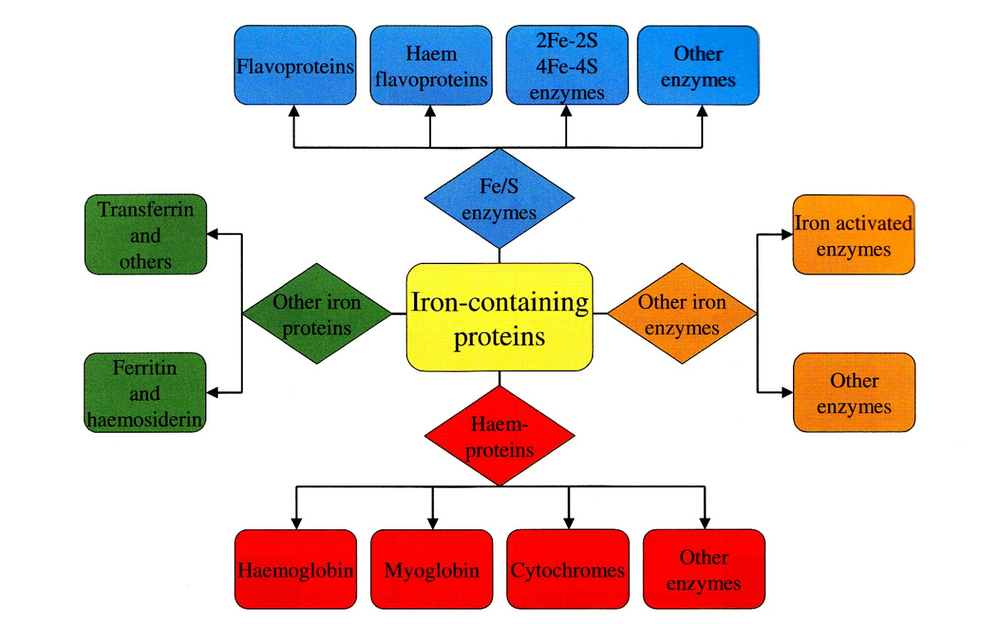 Flavoproteins
Haem
flavoproteins
2Fe-2S
4Fe-4S
enzymes
Other
enzymes
Fe/S
enzymes
Transferrin
and
others
Iron activated
enzymes
Other iron
proteins
Iron-containing
proteins
Other iron
enzymes
Ferritin
and
haemosiderin
Other
enzymes
Haem-
proteins
Haemoglobin
Myoglobin
Cytochromes
Other
enzymes